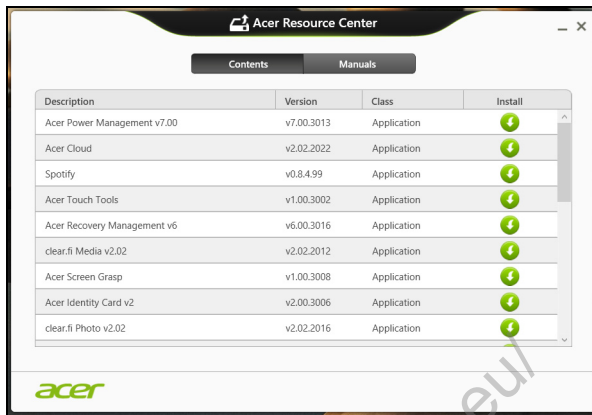 Acer Resource Center
Contents Manuals
Description Version Class Install
Acer Power Management v7.00 v7.00.3013 Application
Acer Cloud v2.02.2022 Application
Spotify v0.8.4.99 Application
Acer Touch Tools v1.00.3002 Application
Acer Recovery Management v6 v6.00.3016 Application
clear.fi Media v2.02 v2.02.2012 Application
Acer Screen Grasp v1.00.3008 Application
Acer Identity Card v2 v2.00.3006 Application
clear.fi Photo v2.02 v2.02.2016 Application
acer
eu/